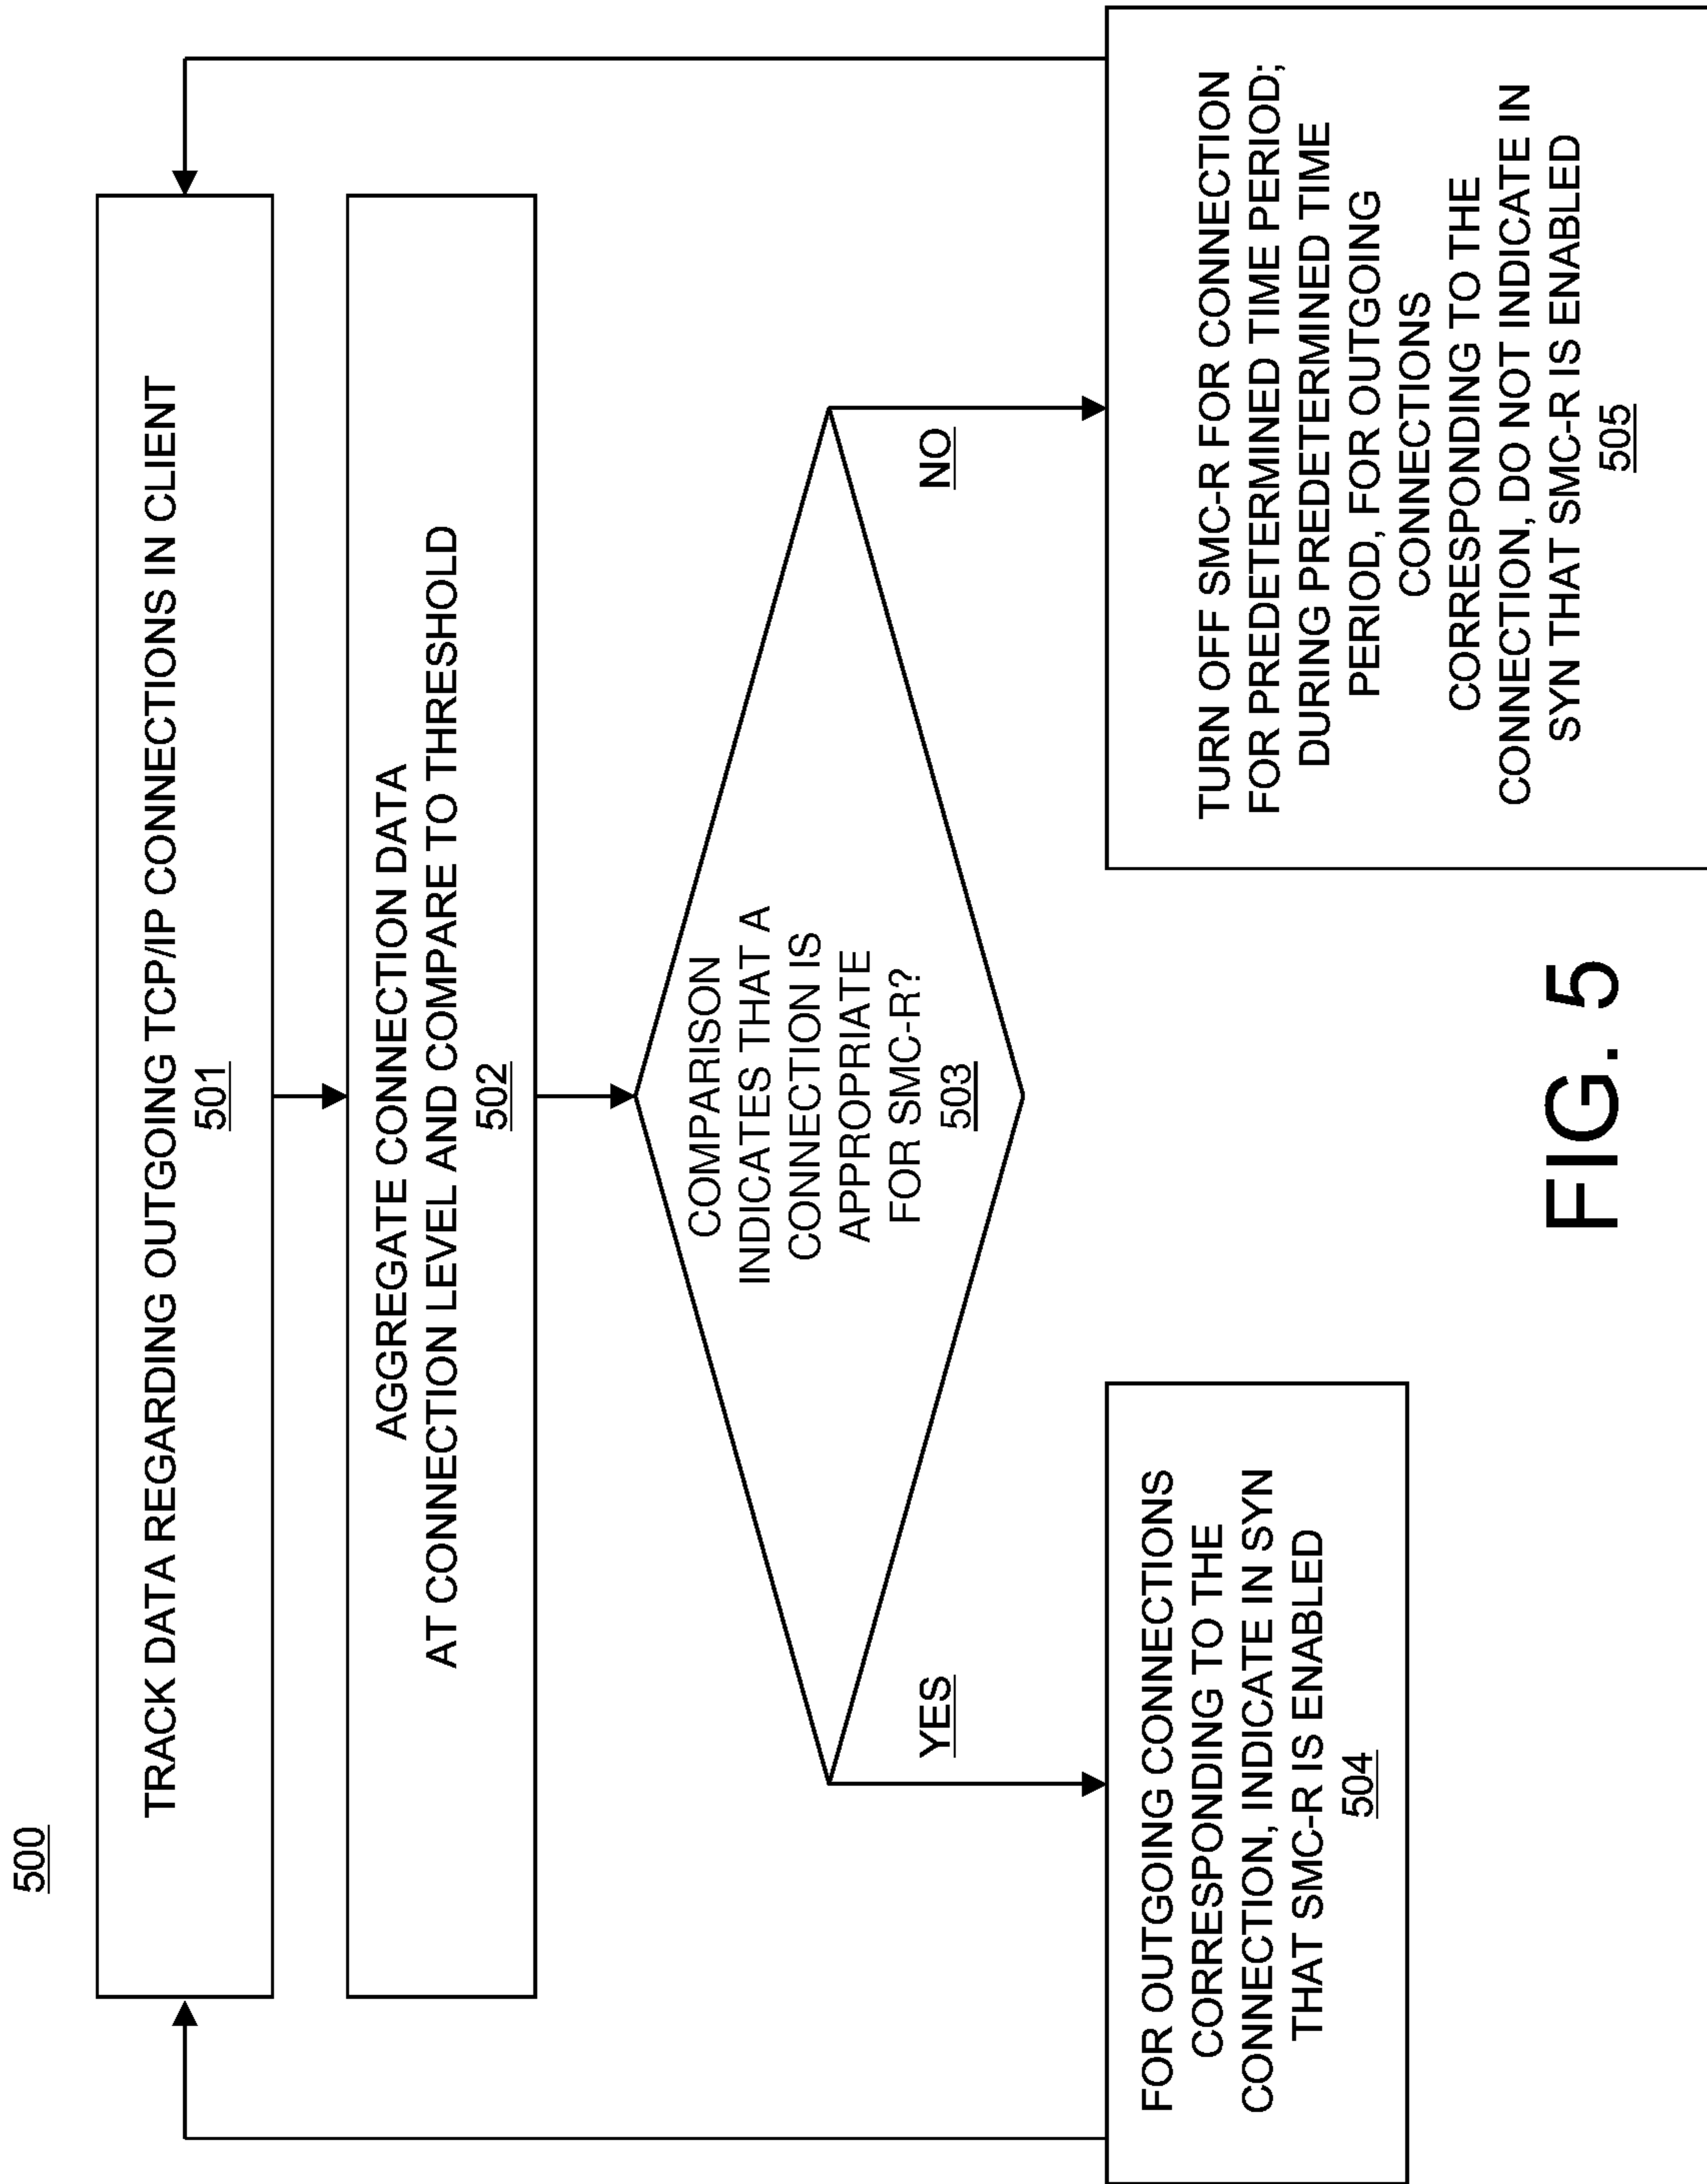 500
TRACK DATA REGARDING OUTGOING TCP/IP CONNECTIONS IN CLIENT
501
AGGREGATE CONNECTION DATA
AT CONNECTION LEVEL AND COMPARE TO THRESHOLD
502
COMPARISON
INDICATES THAT A
CONNECTION IS
APPROPRIATE
FOR SMC-R?
503
YES
NO
FOR OUTGOING CONNECTIONS
CORRESPONDING TO THE
CONNECTION, INDICATE IN SYN
THAT SMC-R IS ENABLED
504
TURN OFF SMC-R FOR CONNECTION
FOR PREDETERMINED TIME PERIOD;
DURING PREDETERMINED TIME
PERIOD, FOR OUTGOING
CONNECTIONS
CORRESPONDING TO THE
CONNECTION, DO NOT INDICATE IN
SYN THAT SMC-R IS ENABLED
505
FIG. 5